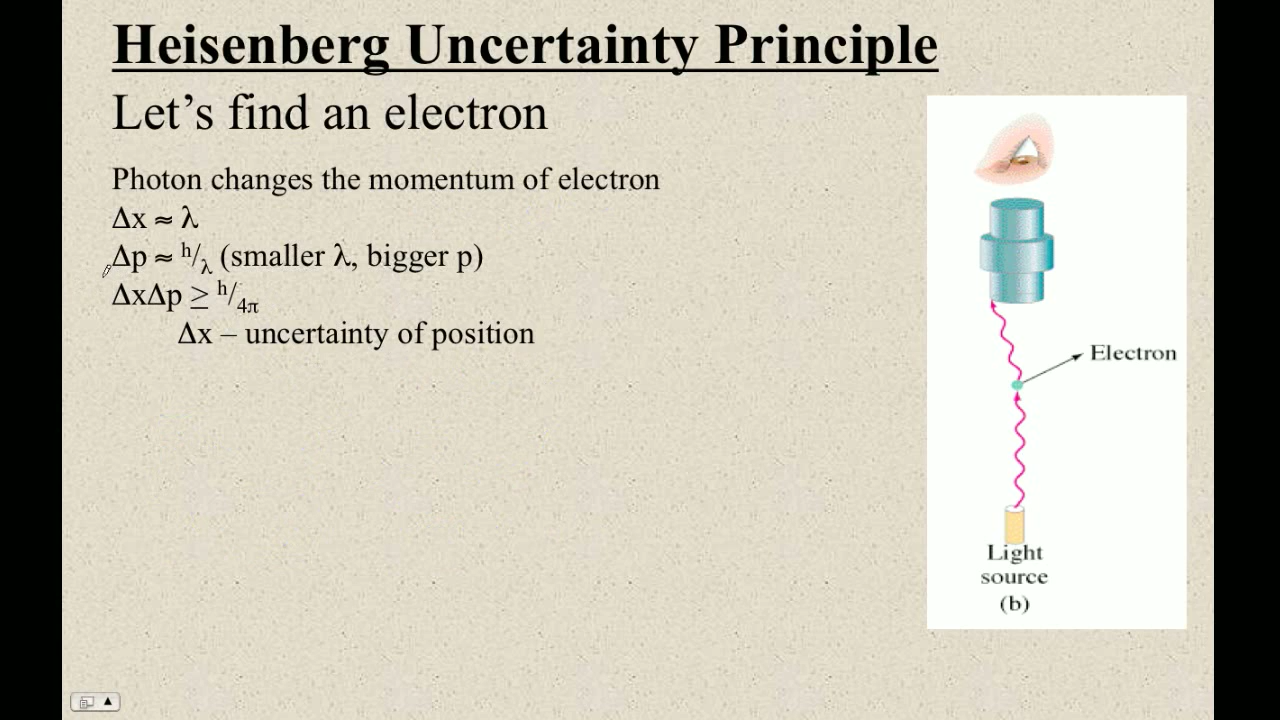 Heisenberg Uncertainty Principle
Let’s find an electron
Photon changes the momentum of electron
Δx ≈ λ
Δp ≈ h/λ (smaller λ, bigger p)
ΔxΔp ≥ h/4π
Δx – uncertainty of position
Electron
Light
source
(b)